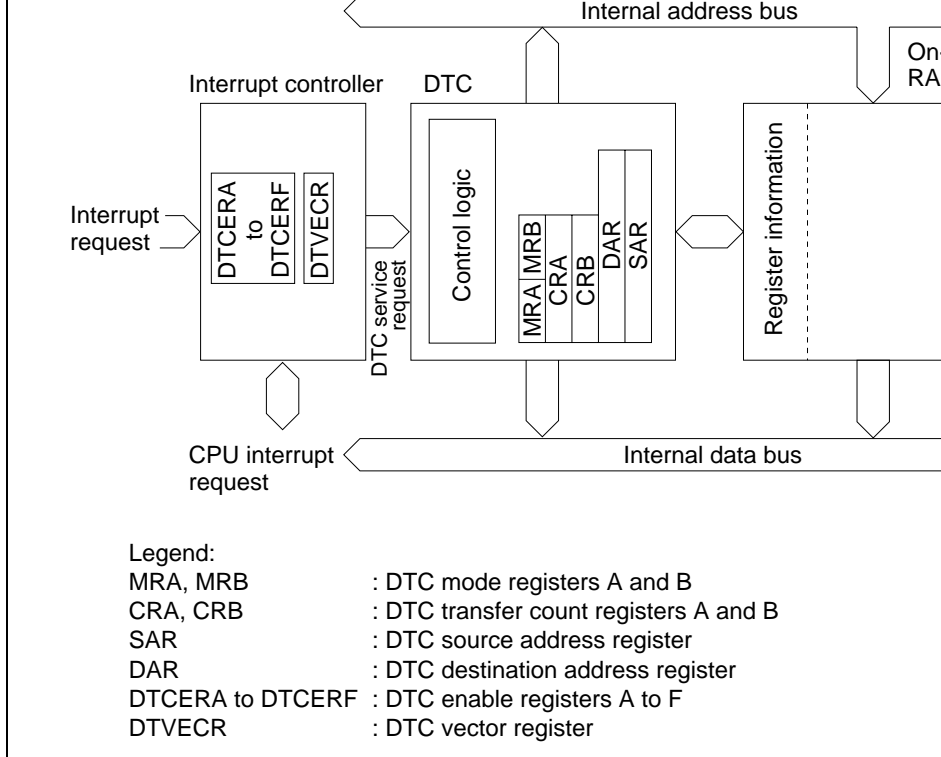 Internal address bus
Interrupt controller
DTC
On-
RA
Interrupt
request
DTCERA
to
DTCERF
DTVECR
DTC service
request
Control logic
MRA
MRB
CRA
CRB
DAR
SAR
Register information
CPU interrupt
request
Internal data bus
Legend:
MRA, MRB : DTC mode registers A and B
CRA, CRB : DTC transfer count registers A and B
SAR : DTC source address register
DAR : DTC destination address register
DTCERA to DTCERF : DTC enable registers A to F
DTVECR : DTC vector register